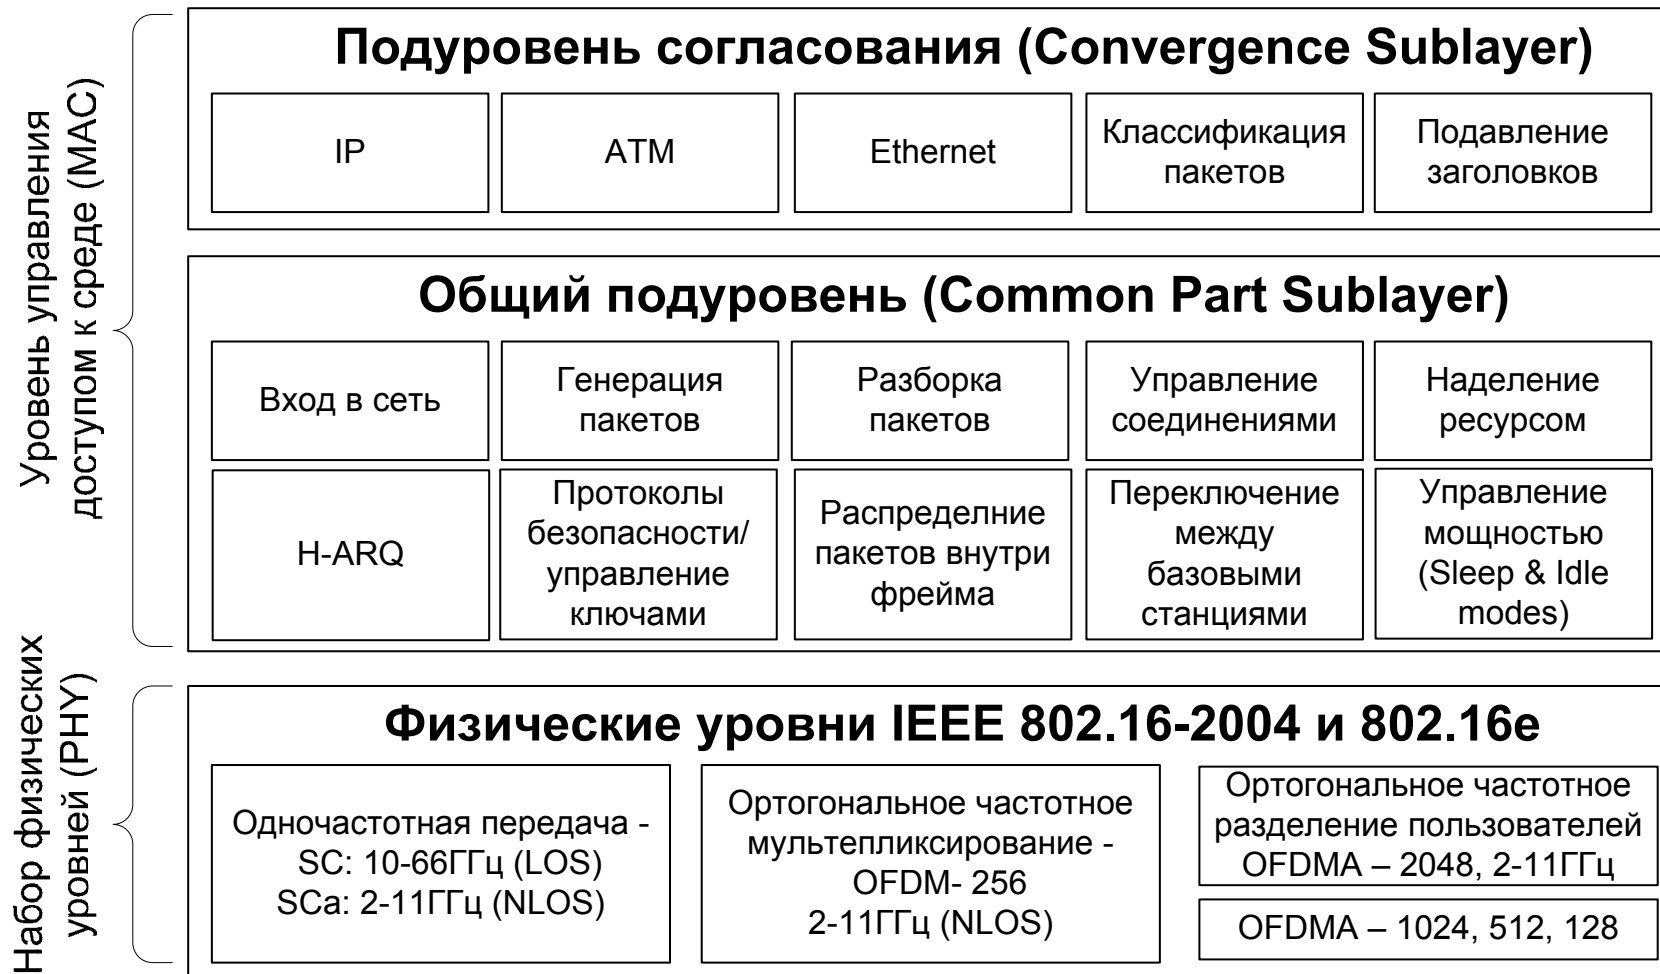 Уровень управления
доступом к среде (MAC)
Подуровень согласования (Convergence Sublayer)
IP
ATM
Ethernet
Классификация
пакетов
Подавление
заголовков
Общий подуровень (Common Part Sublayer)
Вход в сеть
Генерация
пакетов
Разборка
пакетов
Управление
соединениями
Наделение
ресурсом
H-ARQ
Протоколы
безопасности/
управление
ключами
Распределние
пакетов внутри
фрейма
Переключение
между
базовыми
станциями
Управление
мощностью
(Sleep & Idle
modes)
Набор физических
уровней (PHY)
Физические уровни IEEE 802.16-2004 и 802.16e
Одночастотная передача -
SC: 10-66ГГц (LOS)
SCa: 2-11ГГц (NLOS)
Ортогональное частотное
мультепликсирование -
OFDM- 256
2-11ГГц (NLOS)
Ортогональное частотное
разделение пользователей
OFDMA – 2048, 2-11ГГц
OFDMA – 1024, 512, 128